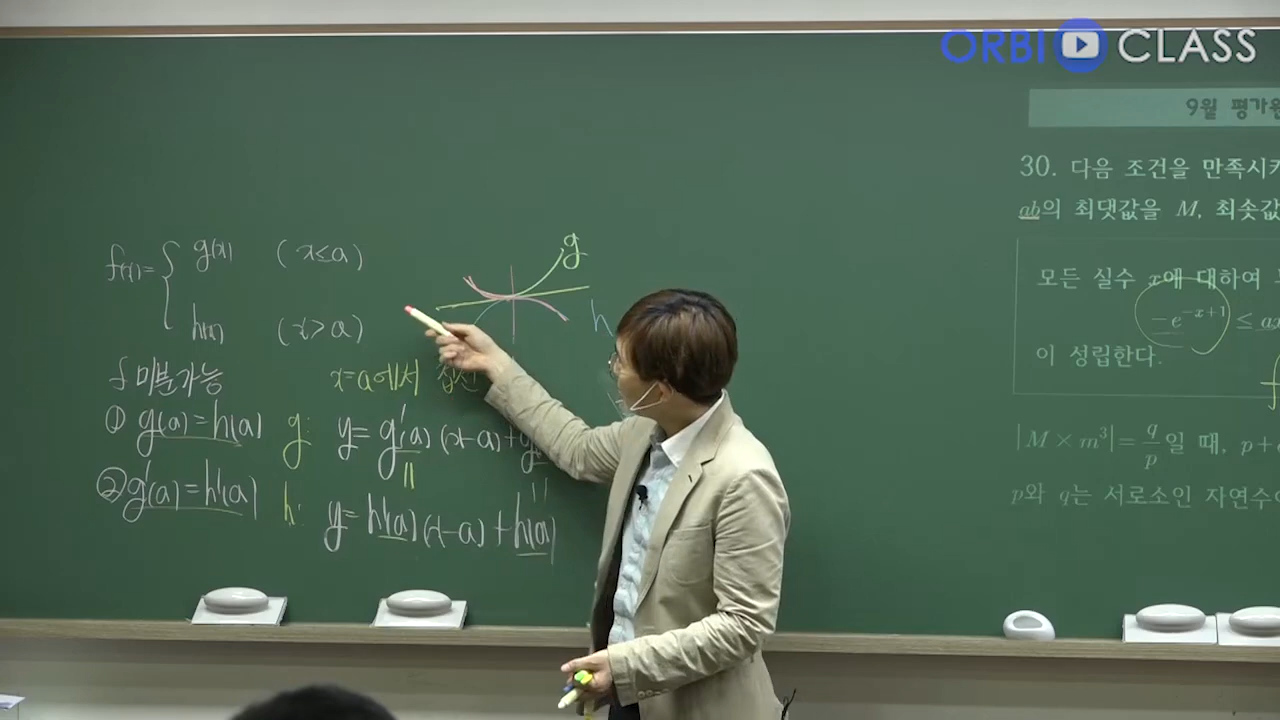 ORBI CLASS
9월 평가원
30. 다음 조건을 만족시키
ab의 최댓값을 M, 최솟값
모든 실수 x에 대하여
-e^{-x+1} ≤ ax
이 성립한다.
f
|M×m³|=q/p일 때, p+
p와 q는 서로소인 자연수
f(x)= { g(x) (x≤a)
h(x) (x>a)
g
h
f 미분가능
x=a에서 접선
① g(a)=h(a)
g: y=g'(a)(x-a)+g
② g'(a)=h'(a)
h: y=h'(a)(x-a)+h(a)